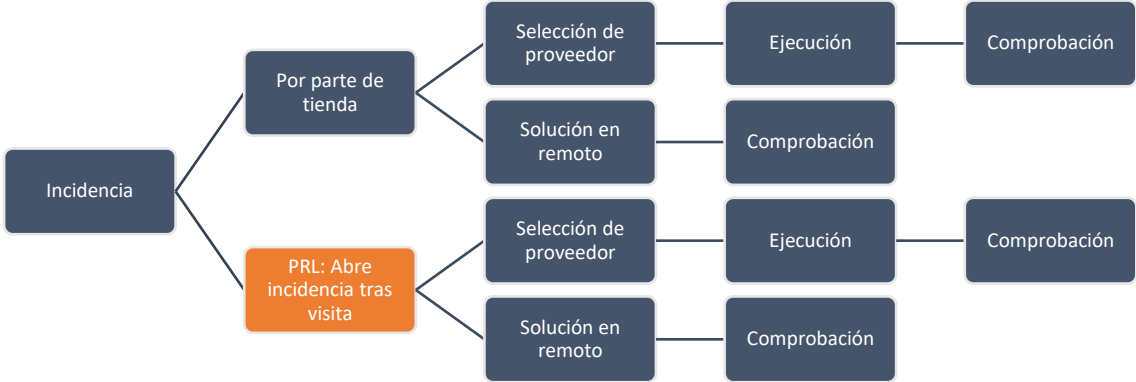 Incidencia
Por parte de
tienda
Selección de
proveedor
Ejecución
Comprobación
Solución en
remoto
Comprobación
PRL: Abre
incidencia tras
visita
Selección de
proveedor
Ejecución
Comprobación
Solución en
remoto
Comprobación